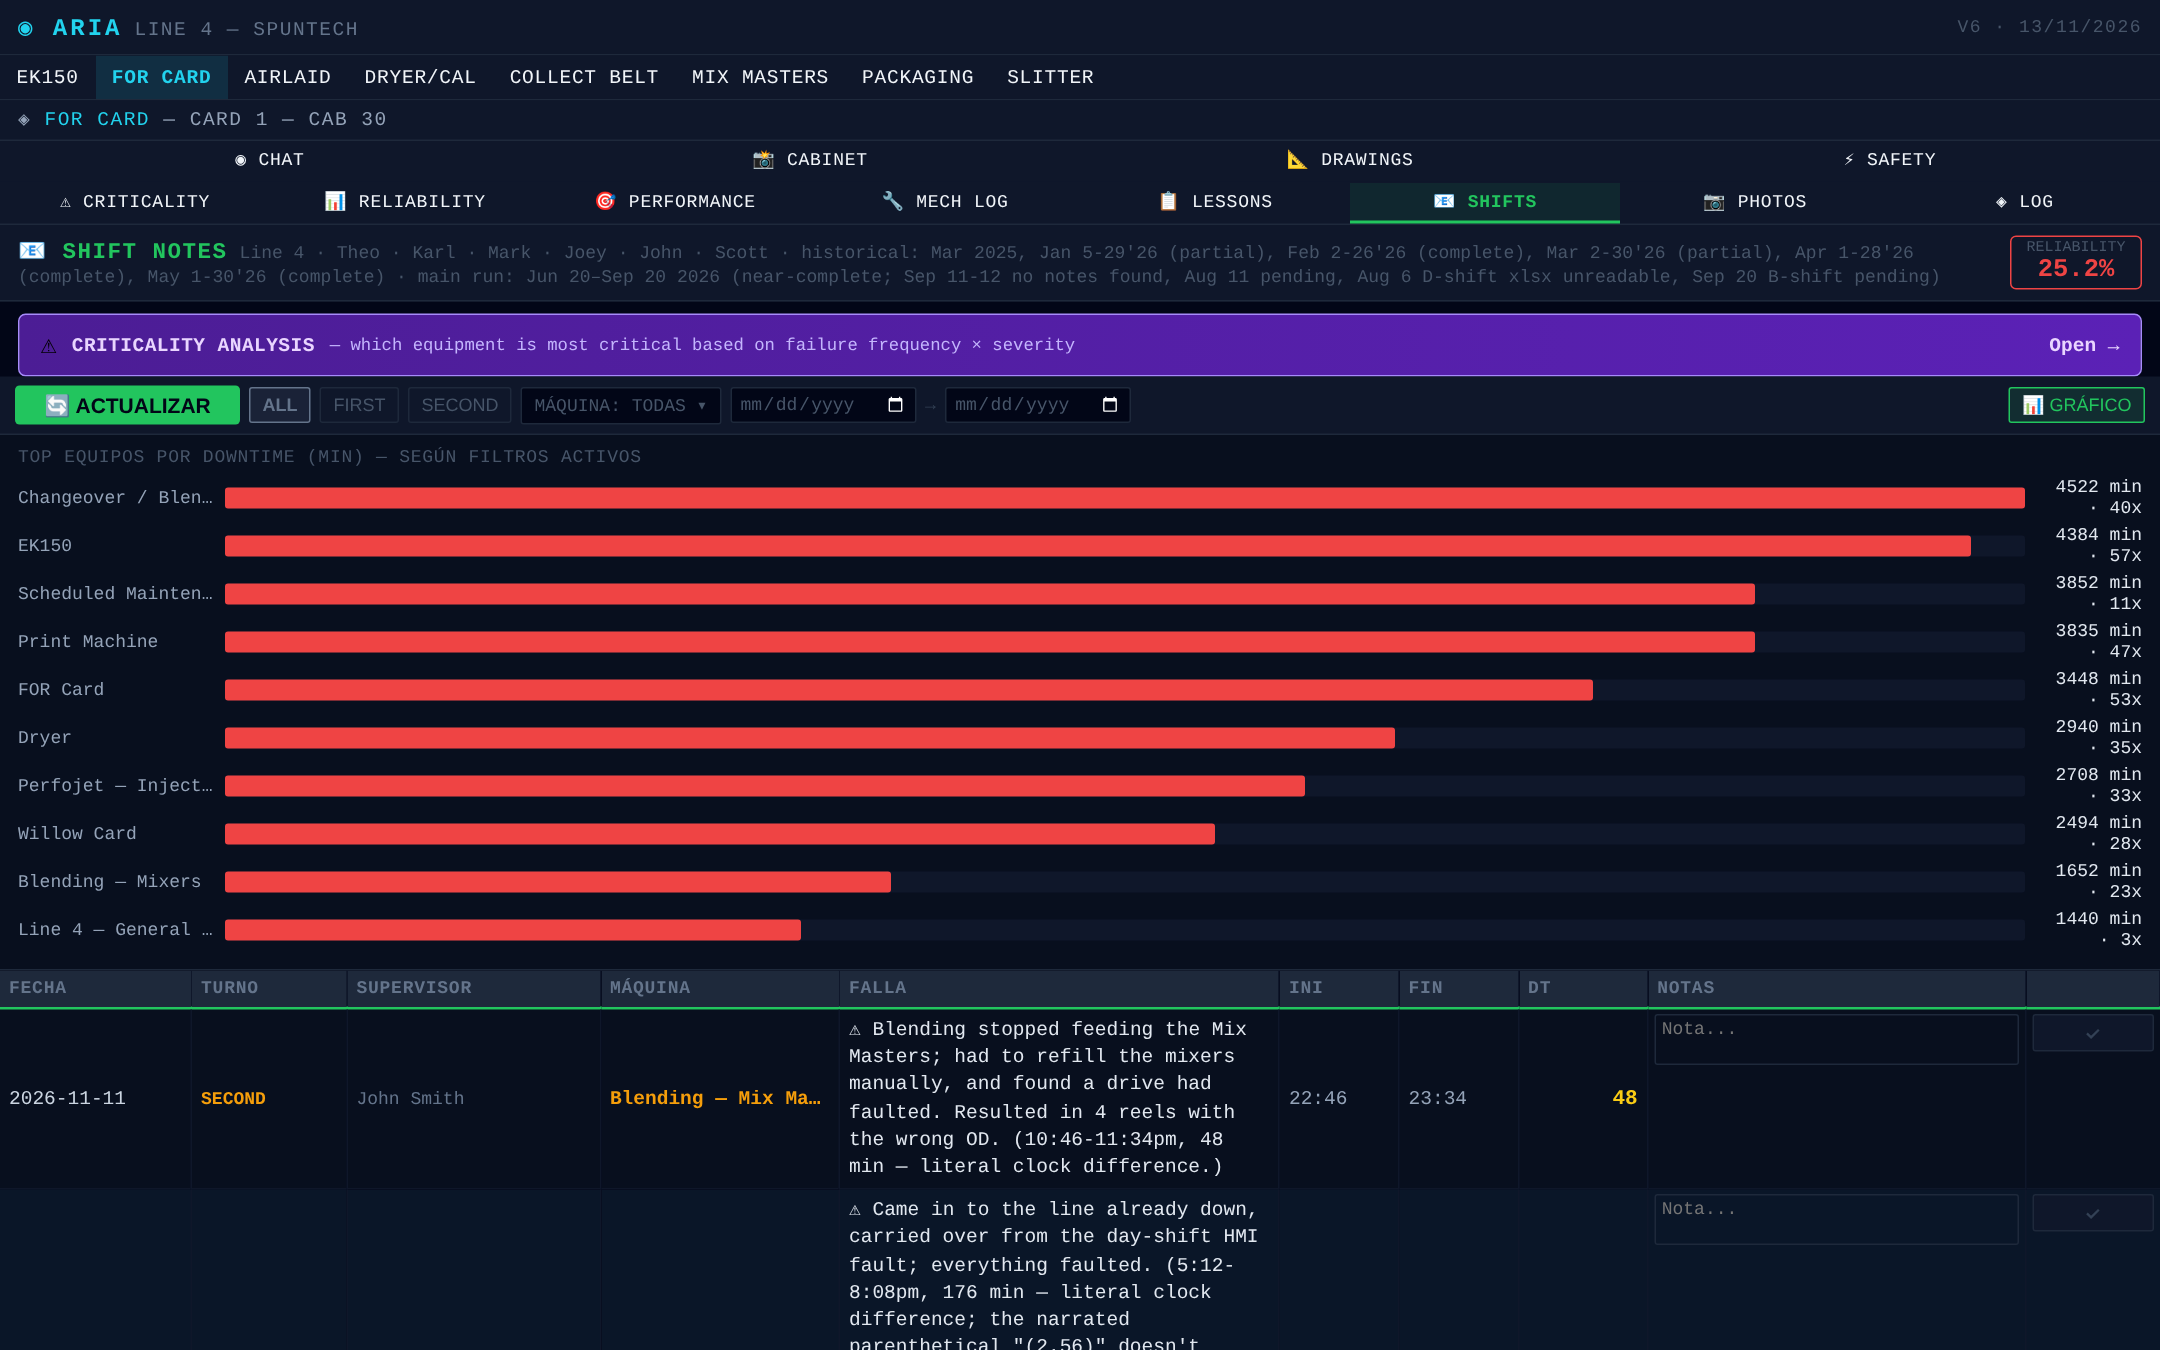 ◉ ARIA LINE 4 — SPUNTECH
V6 · 13/11/2026
EK150 FOR CARD AIRLAID DRYER/CAL COLLECT BELT MIX MASTERS PACKAGING SLITTER
◈ FOR CARD — CARD 1 — CAB 30
◉ CHAT 📸 CABINET 📐 DRAWINGS ⚡ SAFETY
⚠ CRITICALITY 📊 RELIABILITY 🎯 PERFORMANCE 🔧 MECH LOG 📋 LESSONS 📧 SHIFTS 📷 PHOTOS ◈ LOG
📧 SHIFT NOTES Line 4 · Theo · Karl · Mark · Joey · John · Scott · historical: Mar 2025, Jan 5-29'26 (partial), Feb 2-26'26 (complete), Mar 2-30'26 (partial), Apr 1-28'26
(complete), May 1-30'26 (complete) · main run: Jun 20–Sep 20 2026 (near-complete; Sep 11-12 no notes found, Aug 11 pending, Aug 6 D-shift xlsx unreadable, Sep 20 B-shift pending)
RELIABILITY
25.2%
⚠ CRITICALITY ANALYSIS — which equipment is most critical based on failure frequency × severity
Open →
🔄 ACTUALIZAR ALL FIRST SECOND MÁQUINA: TODAS ▾ mm/dd/yyyy → mm/dd/yyyy
📊 GRÁFICO
TOP EQUIPOS POR DOWNTIME (MIN) — SEGÚN FILTROS ACTIVOS
Changeover / Blen…
4522 min
· 40x
EK150
4384 min
· 57x
Scheduled Mainten…
3852 min
· 11x
Print Machine
3835 min
· 47x
FOR Card
3448 min
· 53x
Dryer
2940 min
· 35x
Perfojet — Inject…
2708 min
· 33x
Willow Card
2494 min
· 28x
Blending — Mixers
1652 min
· 23x
Line 4 — General …
1440 min
· 3x
FECHA TURNO SUPERVISOR MÁQUINA FALLA INI FIN DT NOTAS
2026-11-11
SECOND
John Smith
Blending — Mix Ma…
⚠ Blending stopped feeding the Mix
Masters; had to refill the mixers
manually, and found a drive had
faulted. Resulted in 4 reels with
the wrong OD. (10:46-11:34pm, 48
min — literal clock difference.)
22:46
23:34
48
Nota...
✓
⚠ Came in to the line already down,
carried over from the day-shift HMI
fault; everything faulted. (5:12-
8:08pm, 176 min — literal clock
difference; the narrated
parenthetical "(2.56)" doesn't
Nota...
✓